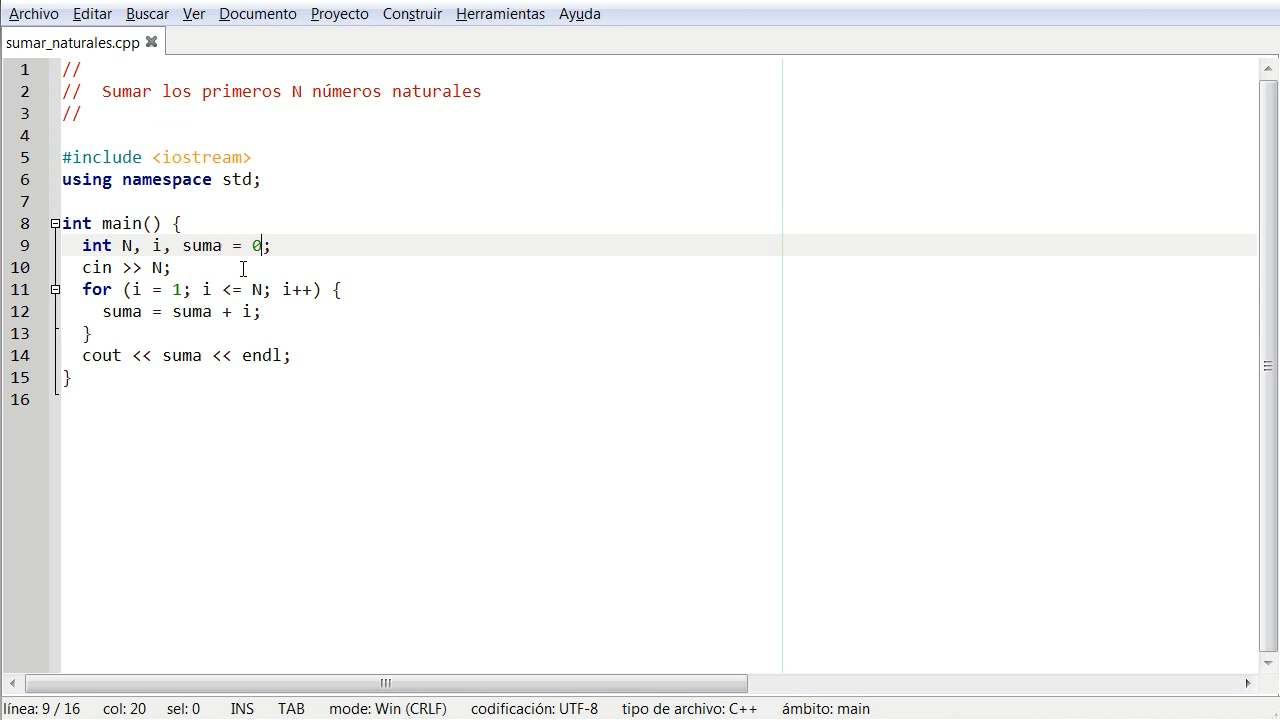 Archivo Editar Buscar Ver Documento Proyecto Construir Herramientas Ayuda
sumar_naturales.cpp
1 //
2 //  Sumar los primeros N números naturales
3 //
4
5 #include <iostream>
6 using namespace std;
7
8 int main() {
9   int N, i, suma = 0;
10   cin >> N;
11   for (i = 1; i <= N; i++) {
12     suma = suma + i;
13   }
14   cout << suma << endl;
15 }
16
línea: 9 / 16 col: 20 sel: 0 INS TAB mode: Win (CRLF) codificación: UTF-8 tipo de archivo: C++ ámbito: main